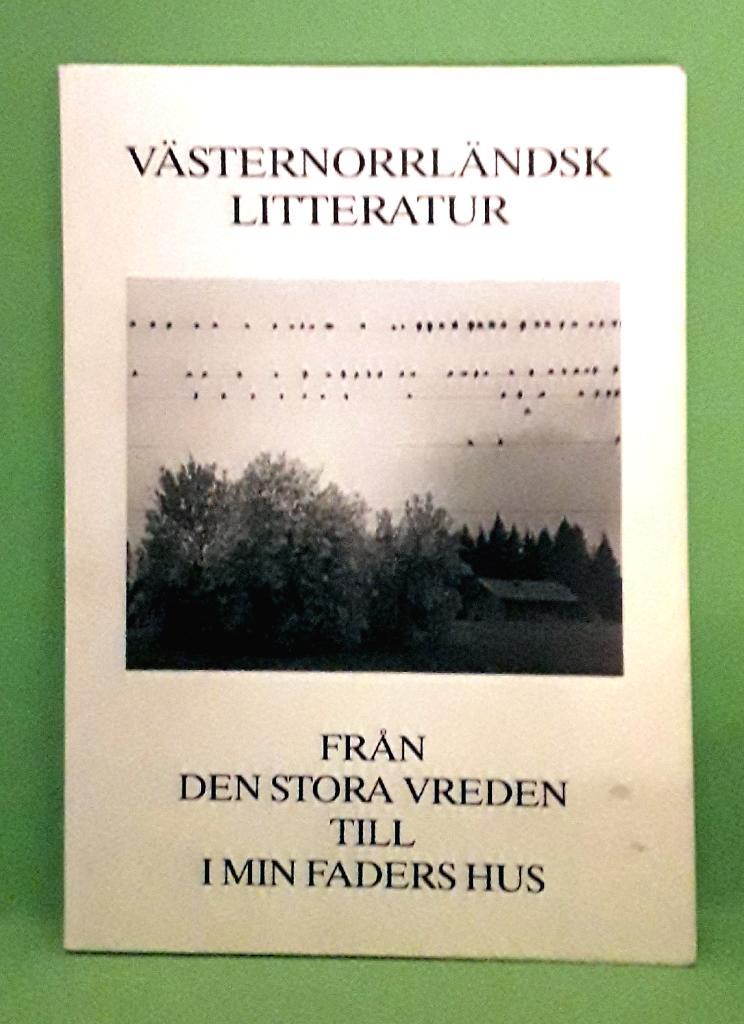 VÄSTERNORRLÄNDSK
LITTERATUR
FRÅN
DEN STORA VREDEN
TILL
I MIN FADERS HUS